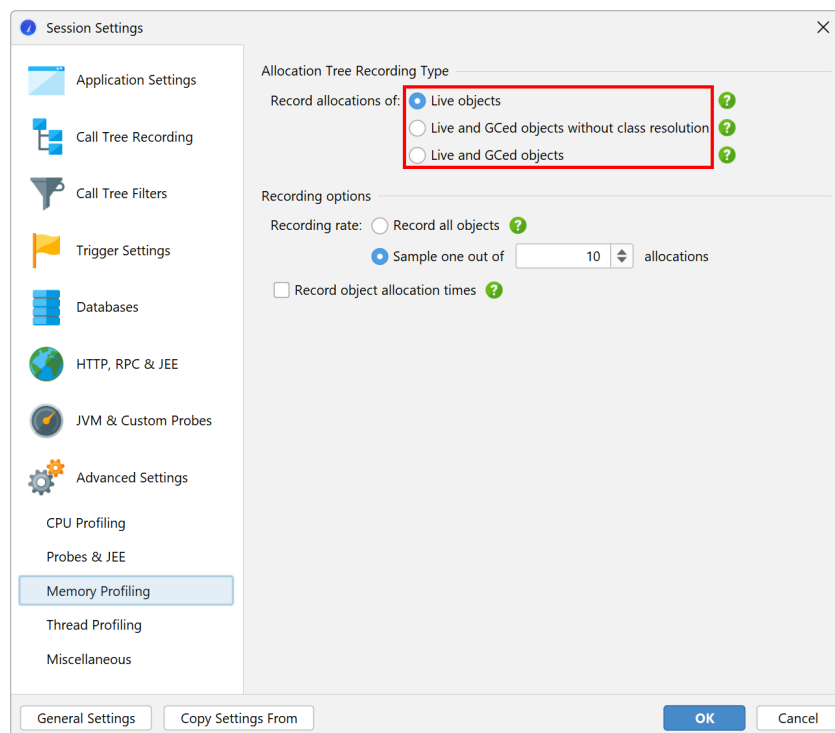 Session Settings
Application Settings
Call Tree Recording
Call Tree Filters
Trigger Settings
Databases
HTTP, RPC & JEE
JVM & Custom Probes
Advanced Settings
CPU Profiling
Probes & JEE
Memory Profiling
Thread Profiling
Miscellaneous
Allocation Tree Recording Type
Record allocations of: Live objects ?
Live and GCed objects without class resolution ?
Live and GCed objects ?
Recording options
Recording rate: Record all objects ?
Sample one out of 10 allocations
Record object allocation times ?
General Settings Copy Settings From OK Cancel